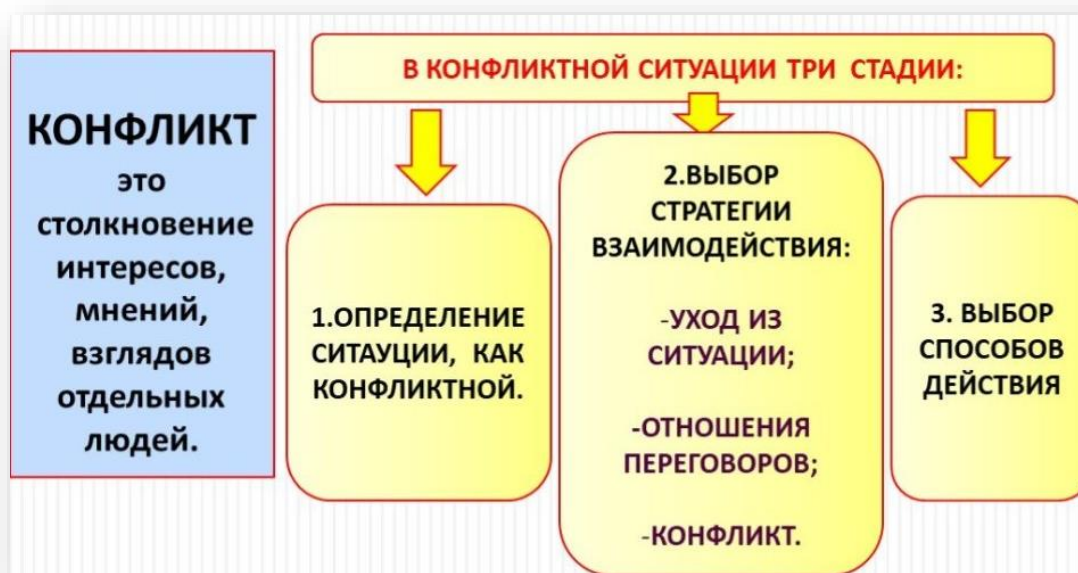 КОНФЛИКТ
это
столкновение
интересов,
мнений,
взглядов
отдельных
людей.
В КОНФЛИКТНОЙ СИТУАЦИИ ТРИ СТАДИИ:
1.ОПРЕДЕЛЕНИЕ
СИТАУЦИИ, КАК
КОНФЛИКТНОЙ.
2.ВЫБОР
СТРАТЕГИИ
ВЗАИМОДЕЙСТВИЯ:
-УХОД ИЗ
СИТУАЦИИ;
-ОТНОШЕНИЯ
ПЕРЕГОВОРОВ;
-КОНФЛИКТ.
3. ВЫБОР
СПОСОБОВ
ДЕЙСТВИЯ